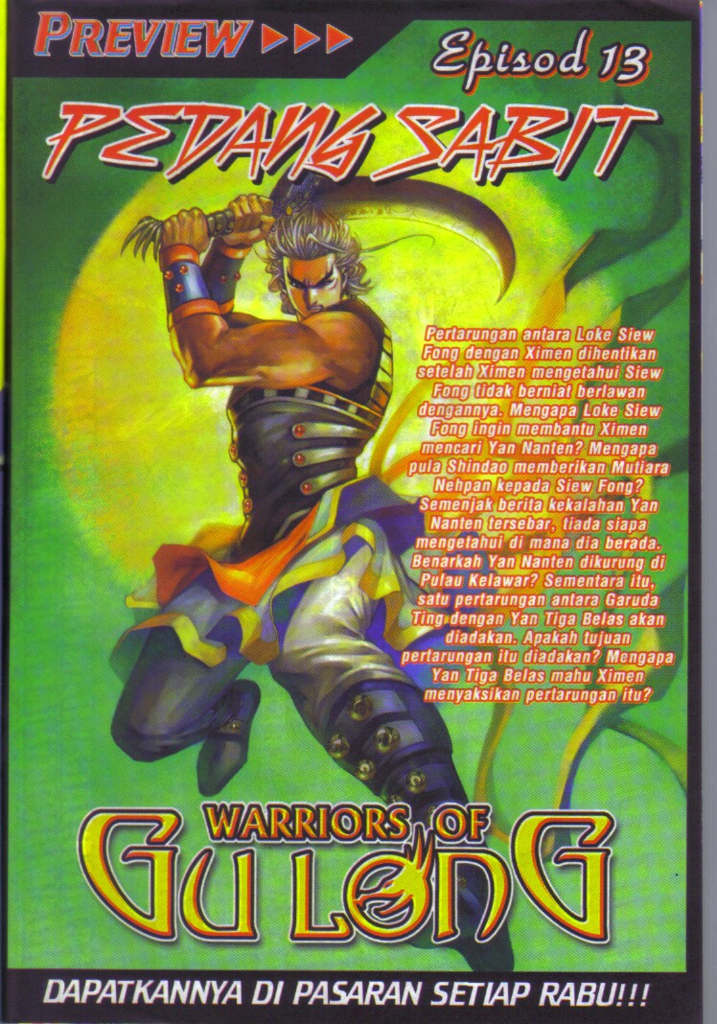 PREVIEW
Episod 13
PEDANG SABIT
Pertarungan antara Loke Siew
Fong dengan Ximen dihentikan
setelah Ximen mengetahui Siew
Fong tidak berniat berlawan
dengannya. Mengapa Loke Siew
Fong ingin membantu Ximen
mencari Yan Nanten? Mengapa
pula Shindao memberikan Mutiara
Nehpan kepada Siew Fong?
Semenjak berita kekalahan Yan
Nanten tersebar, tiada siapa
mengetahui di mana dia berada.
Benarkah Yan Nanten dikurung di
Pulau Kelawar? Sementara itu,
satu pertarungan antara Garuda
Ting dengan Yan Tiga Belas akan
diadakan. Apakah tujuan
pertarungan itu diadakan? Mengapa
Yan Tiga Belas mahu Ximen
menyaksikan pertarungan itu?
WARRIORS OF
GU LONG
DAPATKANNYA DI PASARAN SETIAP RABU!!!